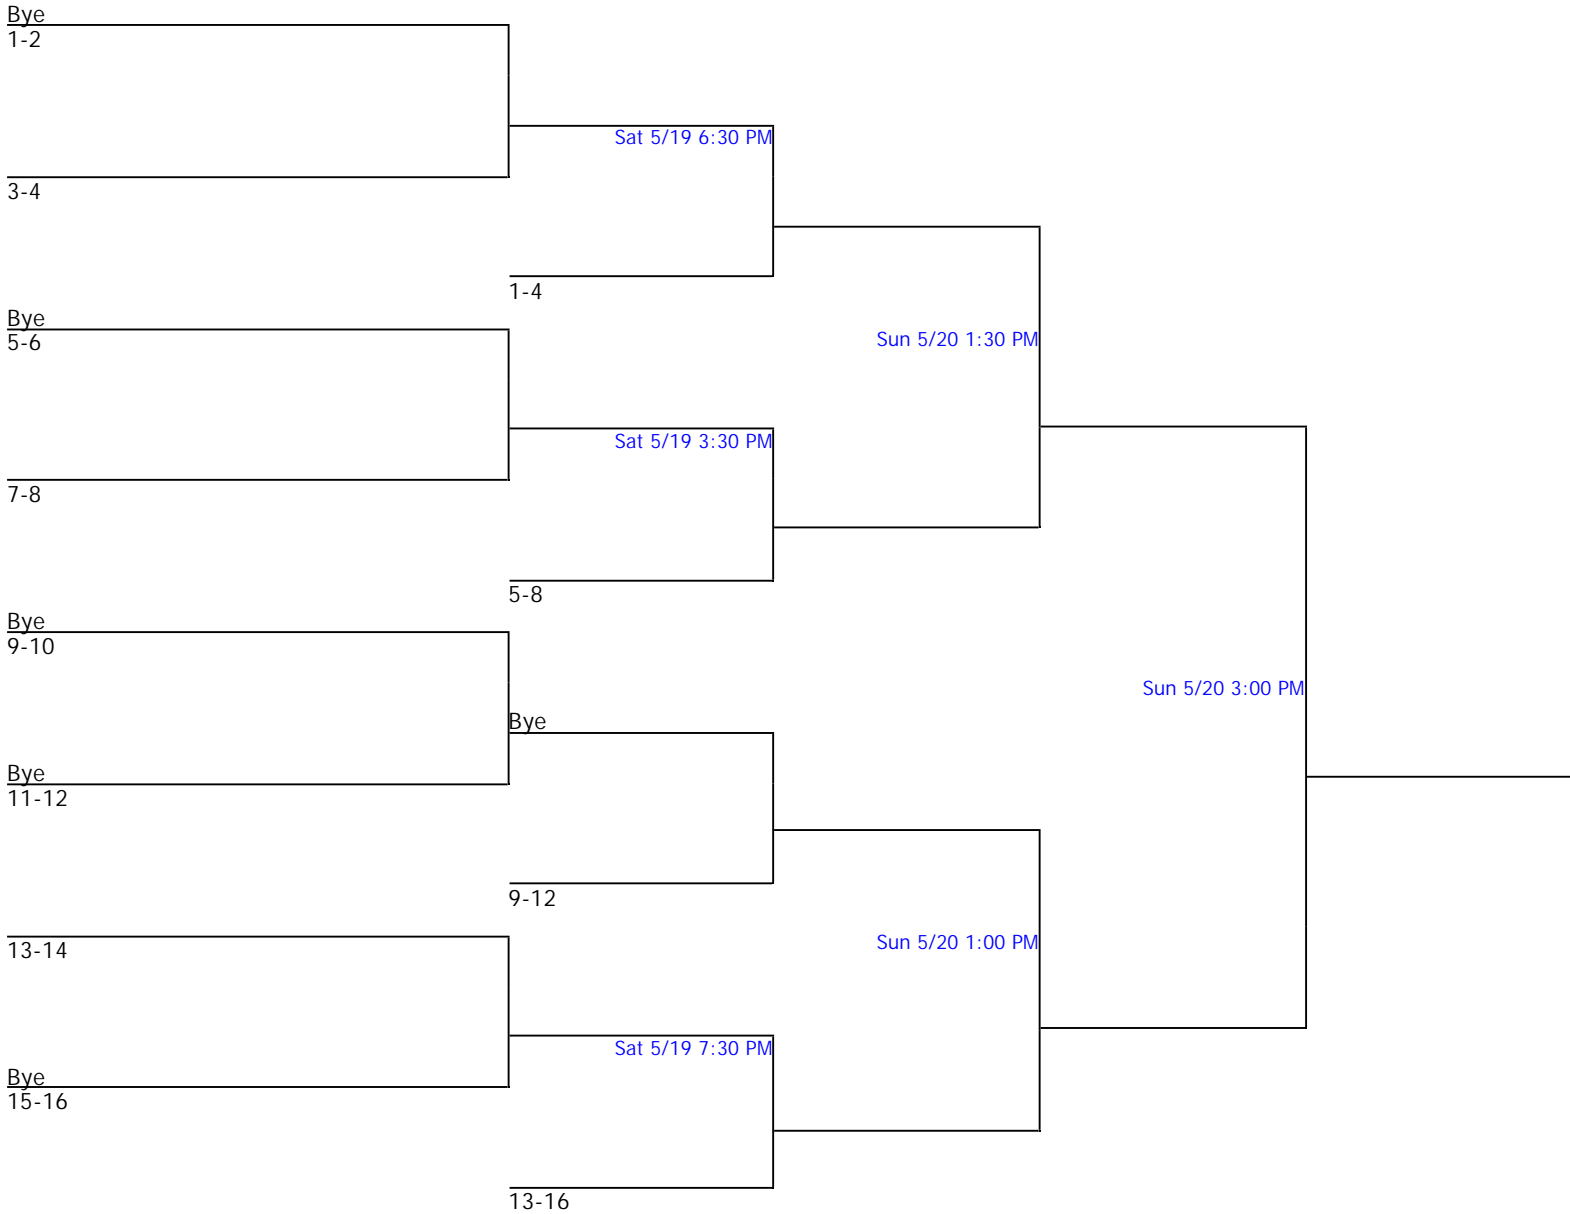 Bye
1-2
Sat 5/19 6:30 PM
3-4
1-4
Bye
5-6
Sun 5/20 1:30 PM
Sat 5/19 3:30 PM
7-8
5-8
Bye
9-10
Sun 5/20 3:00 PM
Bye
Bye
11-12
9-12
13-14
Sun 5/20 1:00 PM
Sat 5/19 7:30 PM
Bye
15-16
13-16